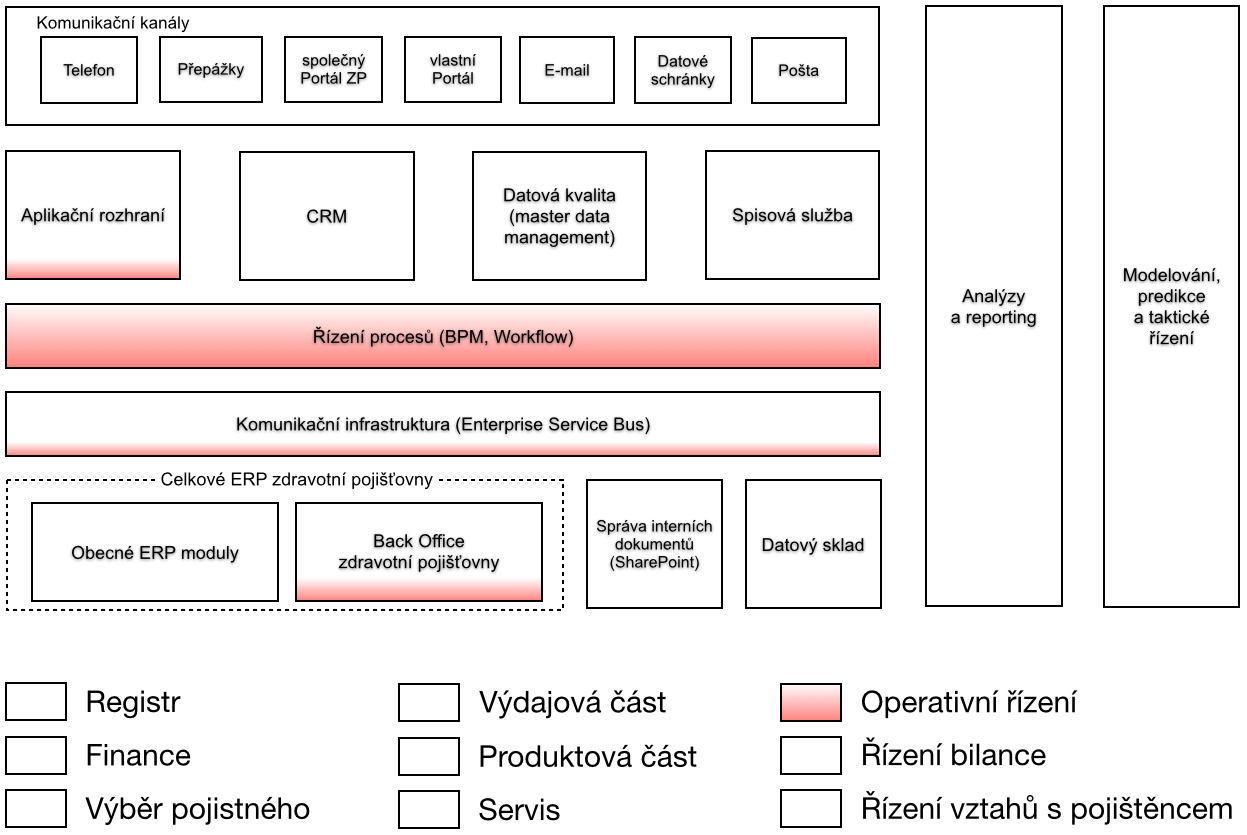 Komunikační kanály
Telefon
Přepážky
společný
Portál ZP
vlastní
Portál
E-mail
Datové
schránky
Pošta
Aplikační rozhraní
CRM
Datová kvalita
(master data
management)
Spisová služba
Řízení procesů (BPM, Workflow)
Komunikační infrastruktura (Enterprise Service Bus)
Celkové ERP zdravotní pojišťovny
Obecné ERP moduly
Back Office
zdravotní pojišťovny
Správa interních
dokumentů
(SharePoint)
Datový sklad
Analýzy
a reporting
Modelování,
predikce
a taktické
řízení
Registr
Finance
Výběr pojistného
Výdajová část
Produktová část
Servis
Operativní řízení
Řízení bilance
Řízení vztahů s pojištěncem